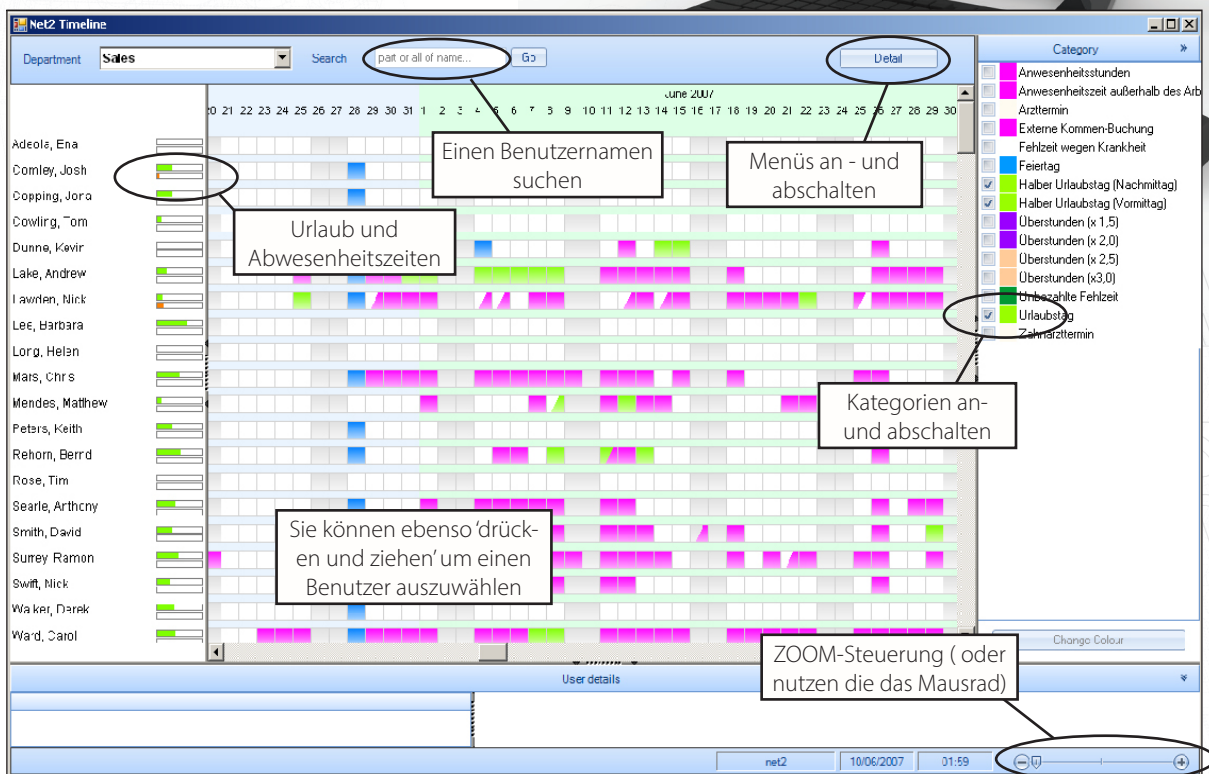 Net2 Timeline
Department Sales Search part or all of name... Go Detail
Category
June 2007
20 21 22 23 24 25 26 27 28 29 30 31 1 2 3 4 5 6 7 8 9 10 11 12 13 14 15 16 17 18 19 20 21 22 23 24 25 26 27 28 29 30
Adeola, Ena
Comley, Josh
Copping, Jona
Cowling, Tom
Dunne, Kevin
Lake, Andrew
Lawden, Nick
Lee, Barbara
Long, Helen
Mars, Chris
Mendes, Matthew
Peters, Keith
Rehorn, Bernd
Rose, Tim
Searle, Anthony
Smith, David
Surrey, Ramon
Swift, Nick
Walker, Derek
Ward, Carol
Einen Benutzernamen
suchen
Menüs an - und
abschalten
Urlaub und
Abwesenheitszeiten
Sie können ebenso 'drück-
en und ziehen' um einen
Benutzer auszuwählen
Kategorien an-
und abschalten
ZOOM-Steuerung ( oder
nutzen die das Mausrad)
Anwesenheitsstunden
Anwesenheitszeit außerhalb des Arb
Arzttermin
Externe Kommen-Buchung
Fehlzeit wegen Krankheit
Feiertag
Halber Urlaubstag (Nachmittag)
Halber Urlaubstag (Vormittag)
Überstunden (x 1,5)
Überstunden (x 2,0)
Überstunden (x 2,5)
Überstunden (x3,0)
Unbezahlte Fehlzeit
Urlaubstag
Zahnarzttermin
Change Colour
User details
net2 10/06/2007 01:59